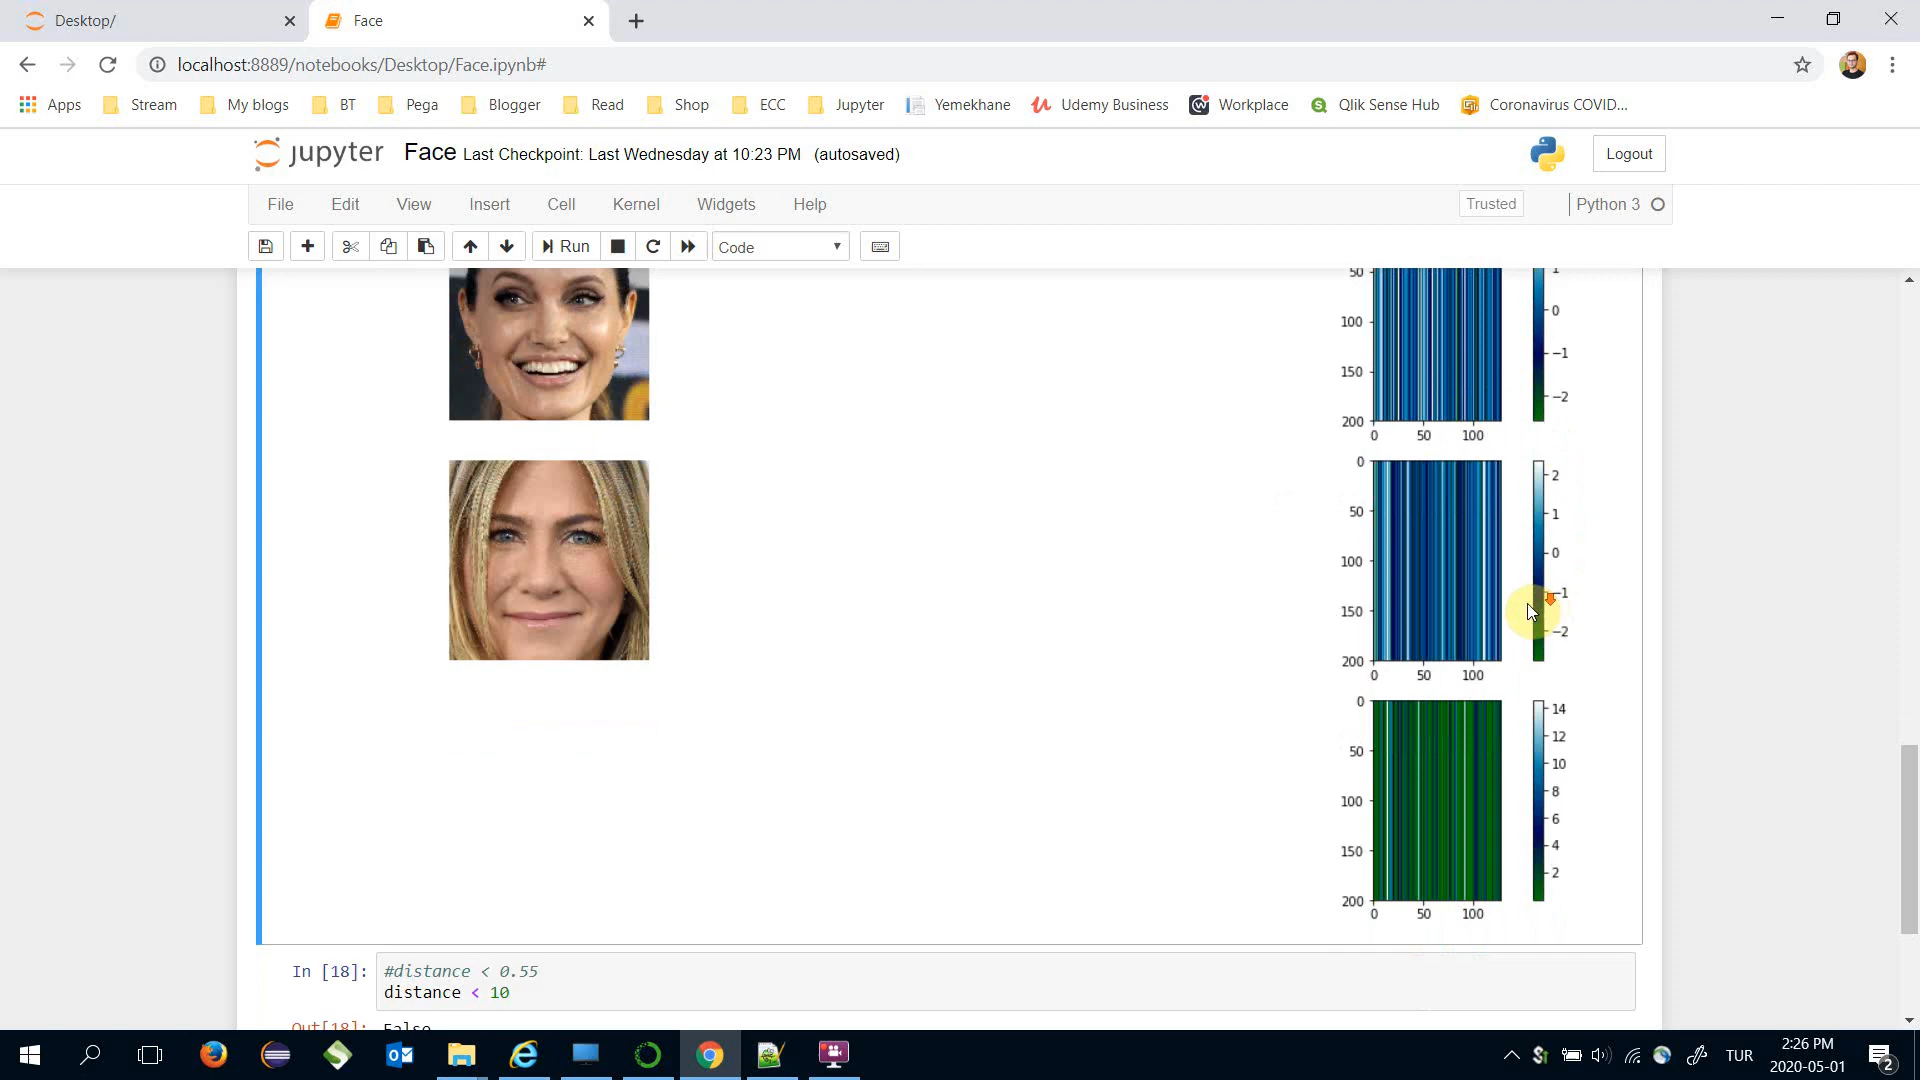 Desktop/
Face
localhost:8889/notebooks/Desktop/Face.ipynb#
Apps Stream My blogs BT Pega Blogger Read Shop ECC Jupyter Yemekhane Udemy Business Workplace Qlik Sense Hub Coronavirus COVID...
jupyter Face Last Checkpoint: Last Wednesday at 10:23 PM (autosaved) Logout
File Edit View Insert Cell Kernel Widgets Help Trusted Python 3
Run Code
50
100
150
200
0 50 100
1
0
−1
−2
0
50
100
150
200
0 50 100
2
1
0
−1
−2
0
50
100
150
200
0 50 100
14
12
10
8
6
4
2
In [18]: #distance < 0.55
distance < 10
Out[18]: False
TUR
2:26 PM
2020-05-01
2